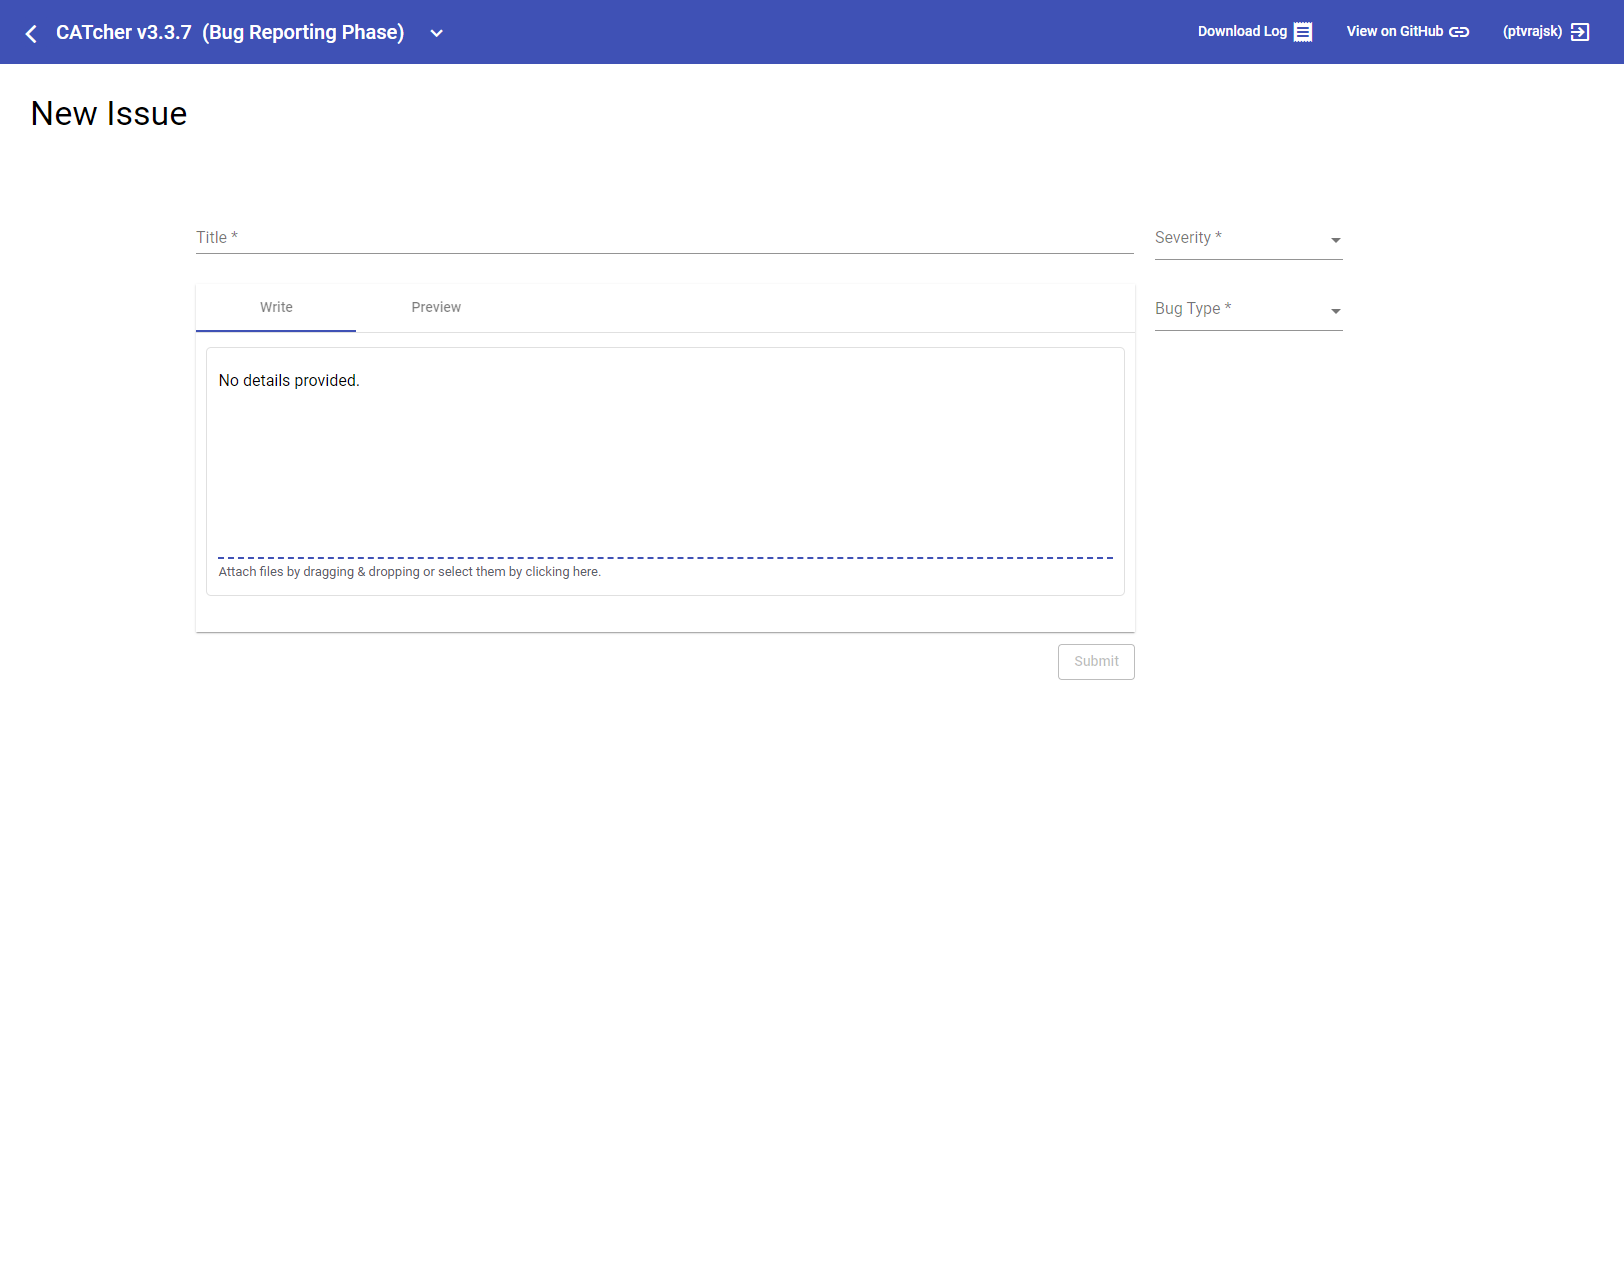 CATcher v3.3.7 (Bug Reporting Phase)
Download Log
View on GitHub
(ptvrajsk)
New Issue
Title *
Severity *
Write
Preview
Bug Type *
No details provided.
Attach files by dragging & dropping or select them by clicking here.
Submit